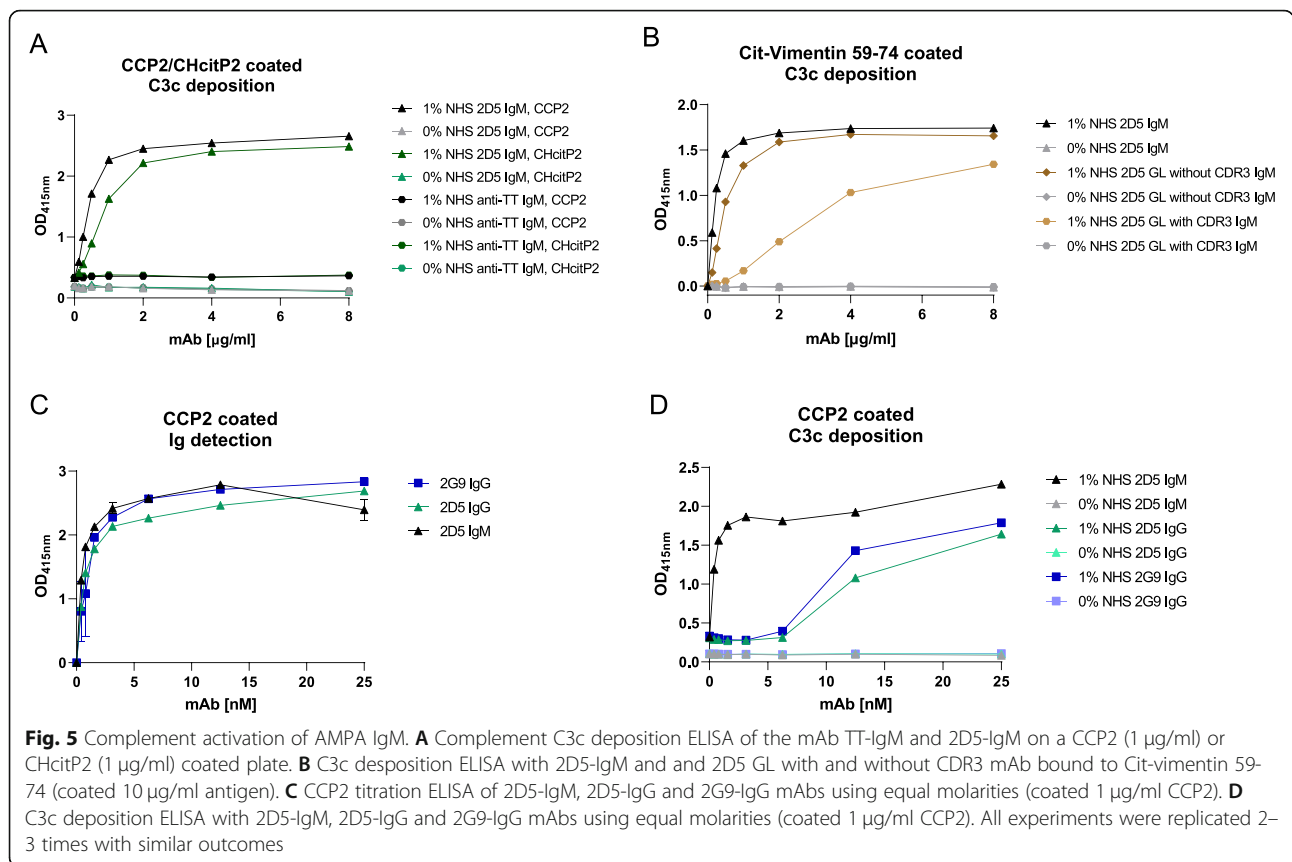 A
CCP2/CHcitP2 coated
C3c deposition
OD415nm
3
2
1
0
0 2 4 6 8
mAb [µg/ml]
1% NHS 2D5 IgM, CCP2
0% NHS 2D5 IgM, CCP2
1% NHS 2D5 IgM, CHcitP2
0% NHS 2D5 IgM, CHcitP2
1% NHS anti-TT IgM, CCP2
0% NHS anti-TT IgM, CCP2
1% NHS anti-TT IgM, CHcitP2
0% NHS anti-TT IgM, CHcitP2
B
Cit-Vimentin 59-74 coated
C3c deposition
OD415nm
2.0
1.5
1.0
0.5
0.0
0 2 4 6 8
mAb [µg/ml]
1% NHS 2D5 IgM
0% NHS 2D5 IgM
1% NHS 2D5 GL without CDR3 IgM
0% NHS 2D5 GL without CDR3 IgM
1% NHS 2D5 GL with CDR3 IgM
0% NHS 2D5 GL with CDR3 IgM
C
CCP2 coated
Ig detection
OD415nm
3
2
1
0
0 5 10 15 20 25
mAb [nM]
2G9 IgG
2D5 IgG
2D5 IgM
D
CCP2 coated
C3c deposition
OD415nm
2.5
2.0
1.5
1.0
0.5
0.0
0 5 10 15 20 25
mAb [nM]
1% NHS 2D5 IgM
0% NHS 2D5 IgM
1% NHS 2D5 IgG
0% NHS 2D5 IgG
1% NHS 2G9 IgG
0% NHS 2G9 IgG
Fig. 5 Complement activation of AMPA IgM. A Complement C3c deposition ELISA of the mAb TT-IgM and 2D5-IgM on a CCP2 (1 µg/ml) or
CHcitP2 (1 µg/ml) coated plate. B C3c desposition ELISA with 2D5-IgM and and 2D5 GL with and without CDR3 mAb bound to Cit-vimentin 59-
74 (coated 10 µg/ml antigen). C CCP2 titration ELISA of 2D5-IgM, 2D5-IgG and 2G9-IgG mAbs using equal molarities (coated 1 µg/ml CCP2). D
C3c deposition ELISA with 2D5-IgM, 2D5-IgG and 2G9-IgG mAbs using equal molarities (coated 1 µg/ml CCP2). All experiments were replicated 2–
3 times with similar outcomes